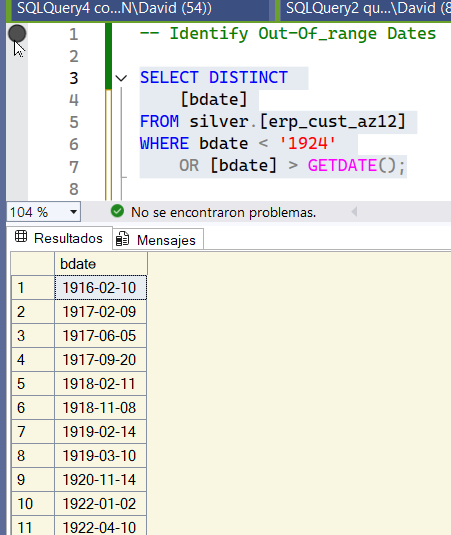 SQLQuery4 co...N\David (54))
SQLQuery2 qu...\David (8
1 -- Identify Out-Of_range Dates
2
3 SELECT DISTINCT
4 [bdate]
5 FROM silver.[erp_cust_az12]
6 WHERE bdate < '1924'
7 OR [bdate] > GETDATE();
8
104 % No se encontraron problemas.
Resultados Mensajes
bdate
1 1916-02-10
2 1917-02-09
3 1917-06-05
4 1917-09-20
5 1918-02-11
6 1918-11-08
7 1919-02-14
8 1919-03-10
9 1920-11-14
10 1922-01-02
11 1922-04-10